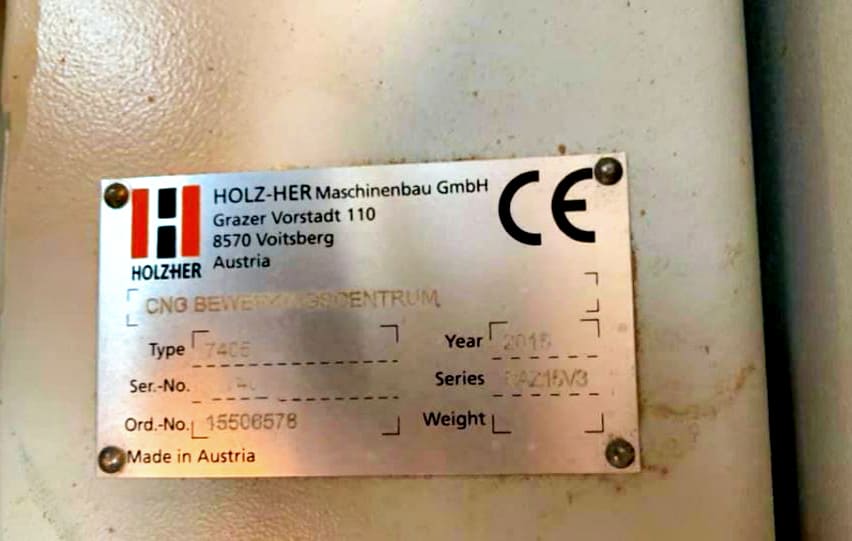 HOLZHER
HOLZ-HER Maschinenbau GmbH
Grazer Vorstadt 110
8570 Voitsberg
Austria
CE
CENTRUM
Type
Year
Ser.-No.
Series
Ord.-No. 15506578
Weight
Made in Austria